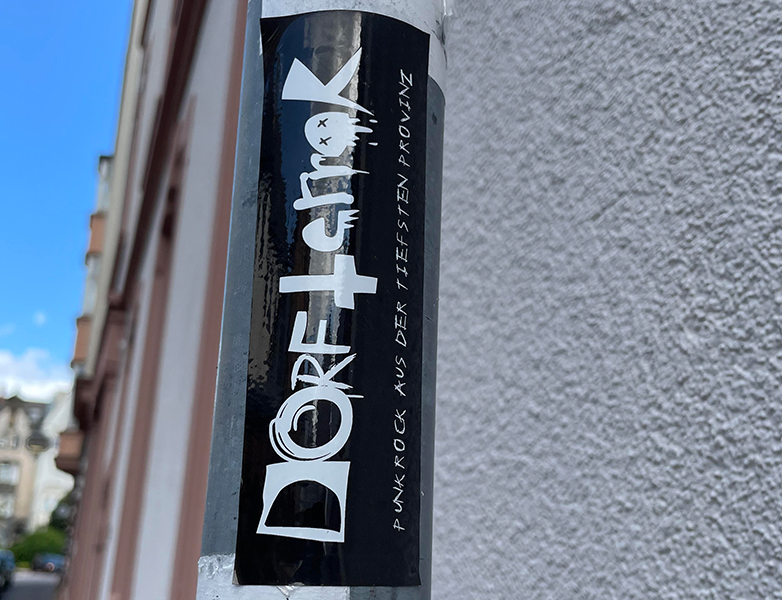 DORFterroR
PUNKROCK AUS DER TIEFSTEN PROVINZ